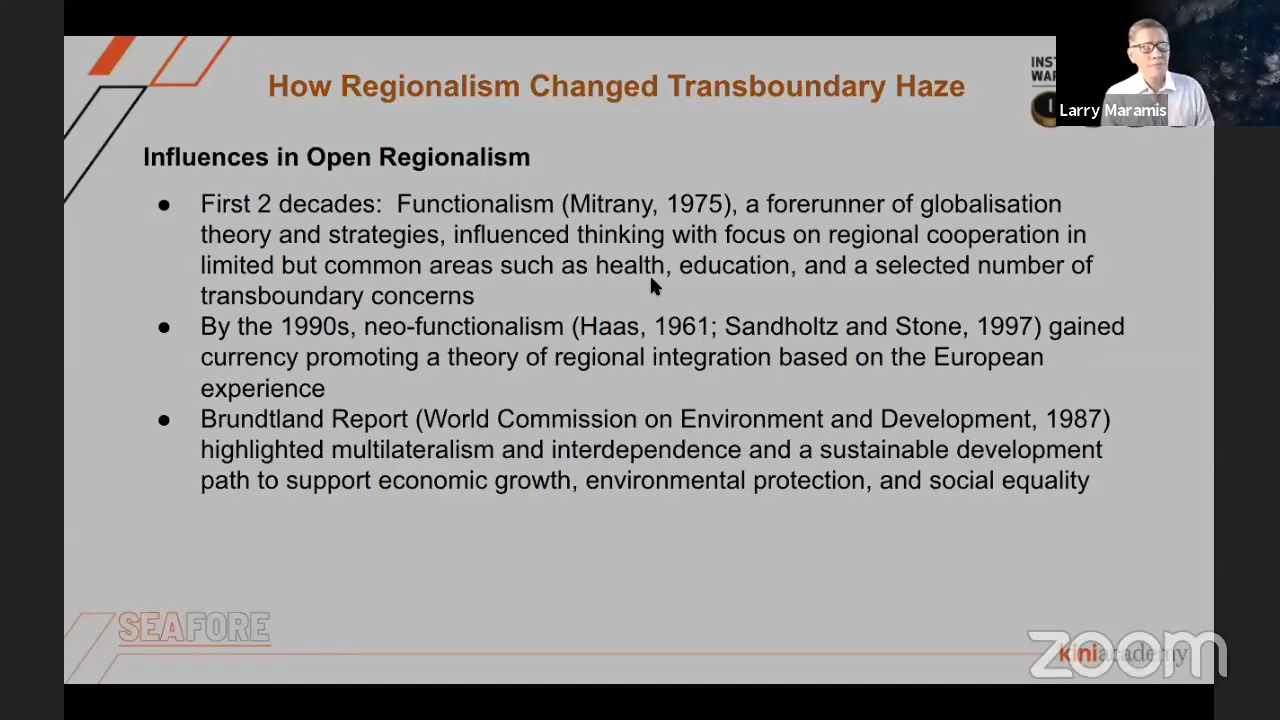 How Regionalism Changed Transboundary Haze
INST
WAR
Larry Maramis
Influences in Open Regionalism
● First 2 decades: Functionalism (Mitrany, 1975), a forerunner of globalisation
theory and strategies, influenced thinking with focus on regional cooperation in
limited but common areas such as health, education, and a selected number of
transboundary concerns
● By the 1990s, neo-functionalism (Haas, 1961; Sandholtz and Stone, 1997) gained
currency promoting a theory of regional integration based on the European
experience
● Brundtland Report (World Commission on Environment and Development, 1987)
highlighted multilateralism and interdependence and a sustainable development
path to support economic growth, environmental protection, and social equality
SEAFORE
kiniacademy
zoom